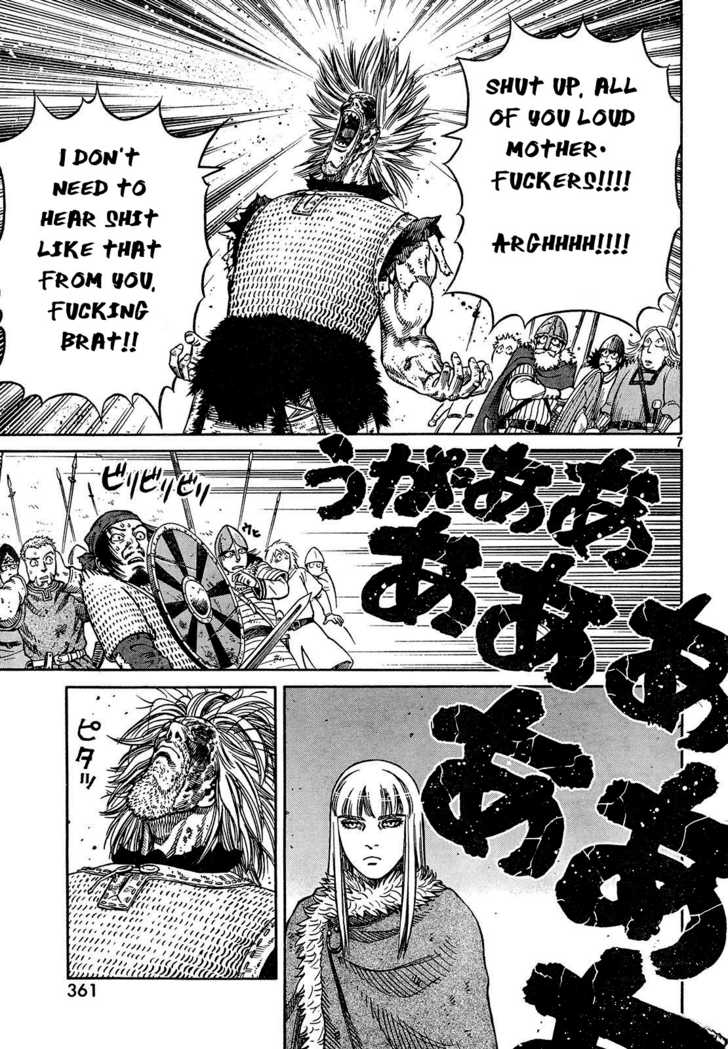 SHUT UP, ALL
OF YOU LOUD
MOTHER-
FUCKERS!!!!
ARGHHHH!!!!
I DON'T
NEED TO
HEAR SHIT
LIKE THAT
FROM YOU,
FUCKING
BRAT!!
7
うがああ
あああ
ああ
あ
ビリビリビリ
ピタッ
361